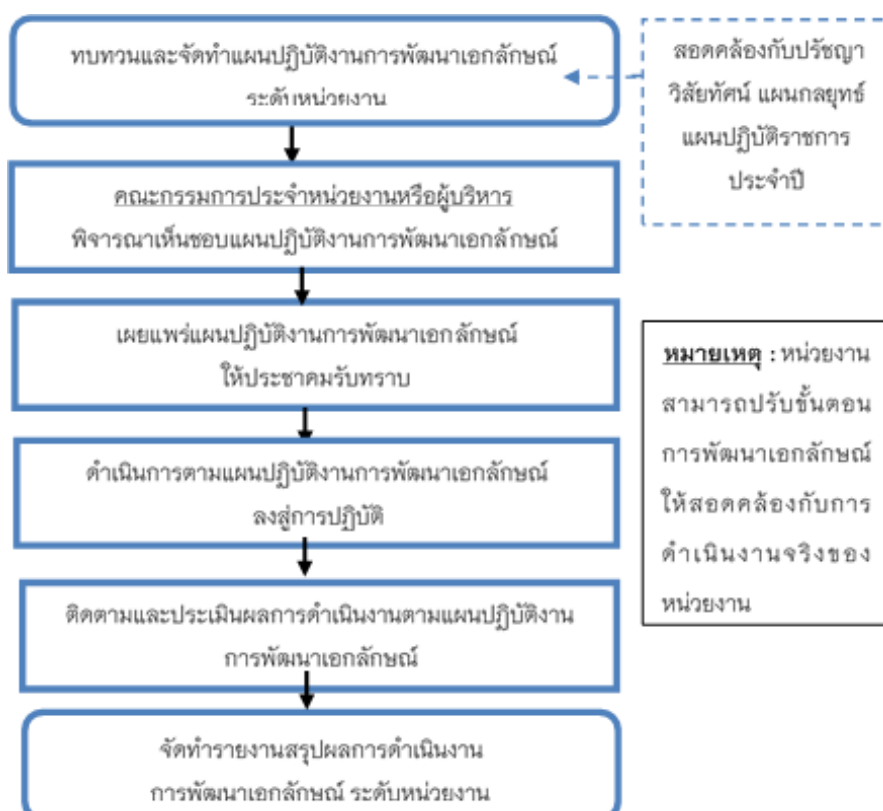 ทบทวนและจัดทำแผนปฏิบัติงานการพัฒนาเอกลักษณ์
ระดับหน่วยงาน
สอดคล้องกับปรัชญา
วิสัยทัศน์ แผนกลยุทธ์
แผนปฏิบัติราชการ
ประจำปี
คณะกรรมการประจำหน่วยงานหรือผู้บริหาร
พิจารณาเห็นชอบแผนปฏิบัติงานการพัฒนาเอกลักษณ์
เผยแพร่แผนปฏิบัติงานการพัฒนาเอกลักษณ์
ให้ประชาคมรับทราบ
ดำเนินการตามแผนปฏิบัติงานการพัฒนาเอกลักษณ์
ลงสู่การปฏิบัติ
ติดตามและประเมินผลการดำเนินงานตามแผนปฏิบัติงาน
การพัฒนาเอกลักษณ์
จัดทำรายงานสรุปผลการดำเนินงาน
การพัฒนาเอกลักษณ์ ระดับหน่วยงาน
หมายเหตุ : หน่วยงาน
สามารถปรับขั้นตอน
การพัฒนาเอกลักษณ์
ให้สอดคล้องกับการ
ดำเนินงานจริงของ
หน่วยงาน